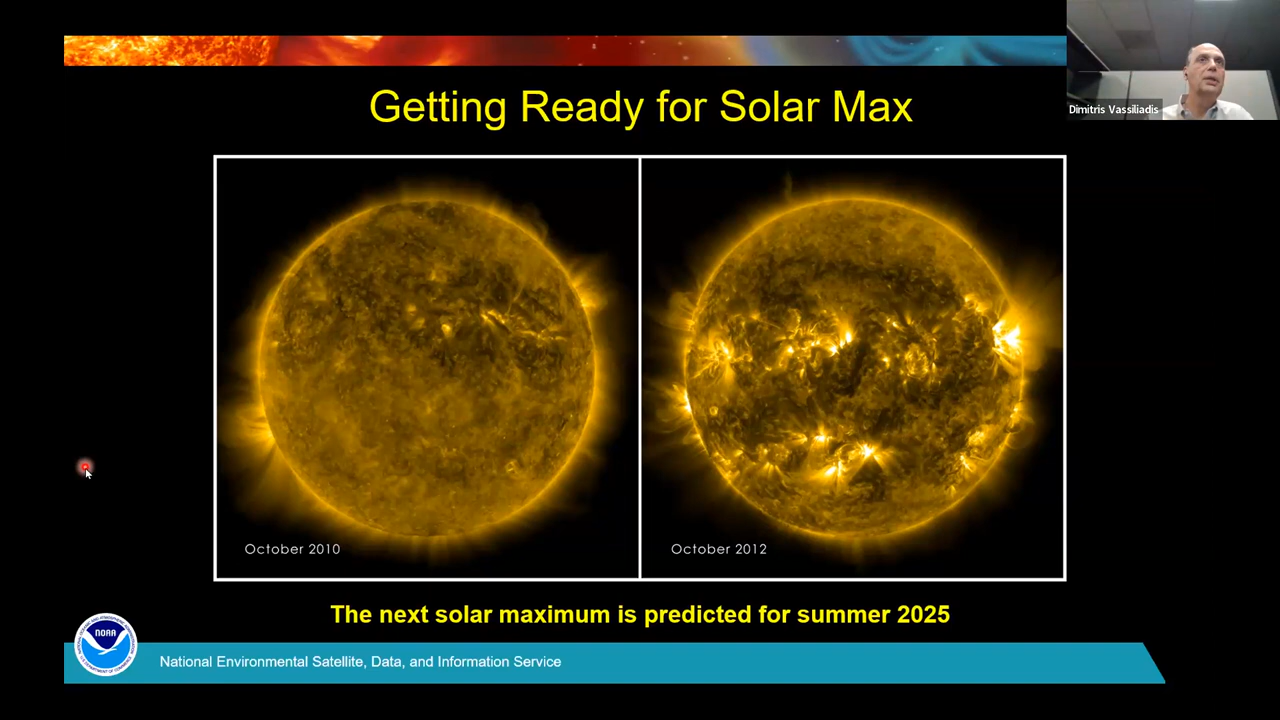 Getting Ready for Solar Max
Dimitris Vassiliadis
October 2010
October 2012
The next solar maximum is predicted for summer 2025
NOAA
National Environmental Satellite, Data, and Information Service